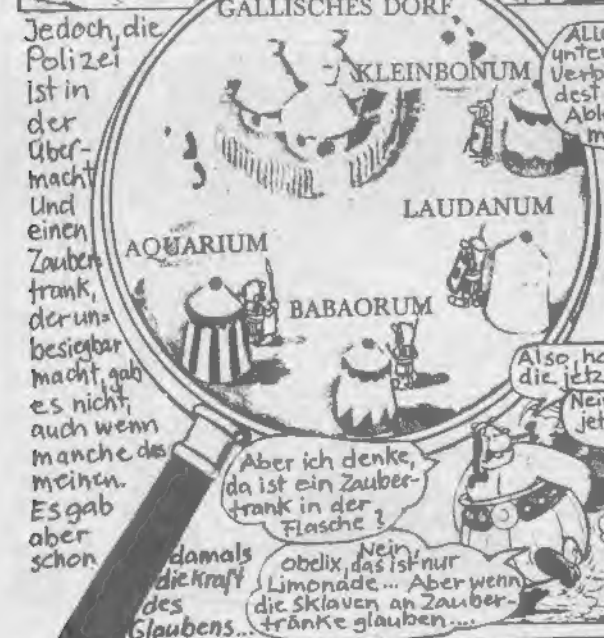 GALLISCHES DORF
KLEINBONUM
LAUDANUM
AQUARIUM
BABAORUM
Jedoch, die
Polizei
ist in
der
Über-
macht
Und
einen
Zauber-
trank,
der un=
besiegbar
macht, gab
es nicht,
auch wenn
manche das
meinen.
Es gab
aber
schon
damals
die Kraft
des
Glaubens...
Also,
die jetz
Nein
jet
Aber ich denke,
da ist ein Zauber-
trank in der
Flasche?
Nein,
obelix, das ist nur
Limonade... Aber wenn
die Sklaven an Zauber-
tränke glauben....